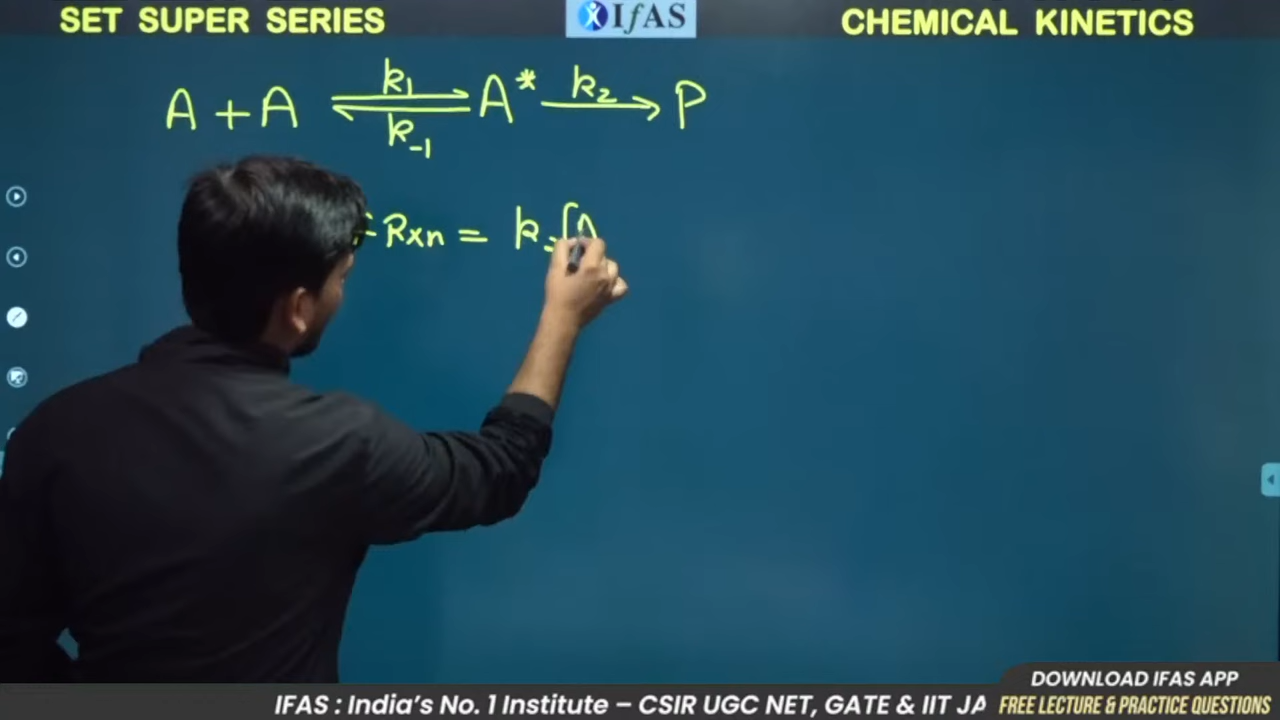 SET SUPER SERIES
IfAS
CHEMICAL KINETICS
A + A ⇌ A* → P
k₁
k₂
k₋₁
Rxn = k₂[A
DOWNLOAD IFAS APP
IFAS : India's No. 1 Institute – CSIR UGC NET, GATE & IIT JA
FREE LECTURE & PRACTICE QUESTIONS